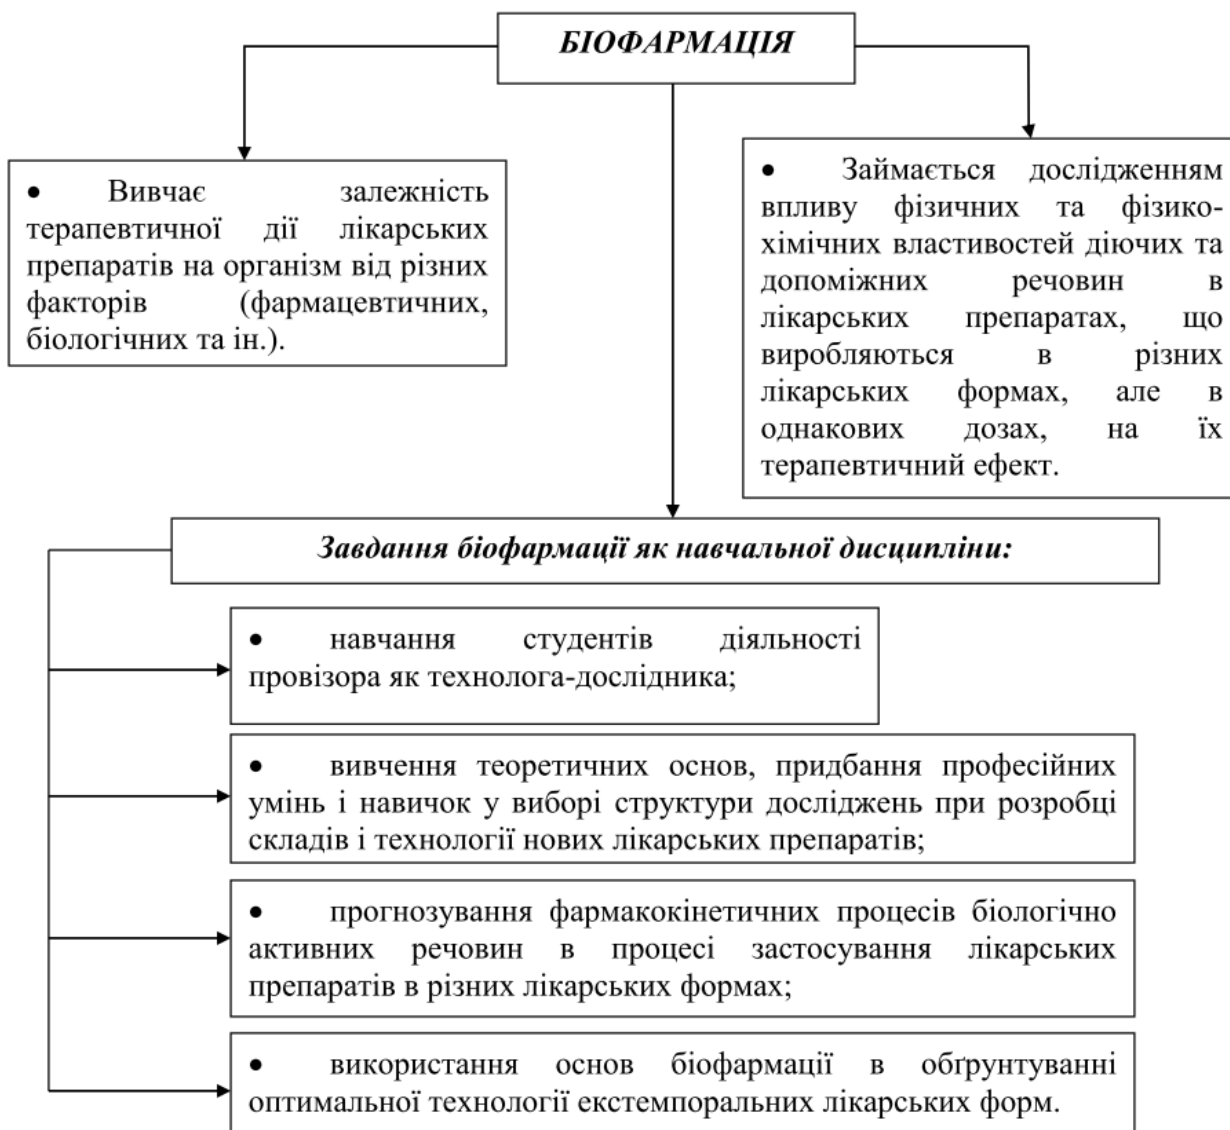 БІОФАРМАЦІЯ
• Вивчає залежність
терапевтичної дії лікарських
препаратів на організм від різних
факторів (фармацевтичних,
біологічних та ін.).
• Займається дослідженням
впливу фізичних та фізико-
хімічних властивостей діючих та
допоміжних речовин в
лікарських препаратах, що
виробляються в різних
лікарських формах, але в
однакових дозах, на їх
терапевтичний ефект.
Завдання біофармації як навчальної дисципліни:
• навчання студентів діяльності
провізора як технолога-дослідника;
• вивчення теоретичних основ, придбання професійних
умінь і навичок у виборі структури досліджень при розробці
складів і технології нових лікарських препаратів;
• прогнозування фармакокінетичних процесів біологічно
активних речовин в процесі застосування лікарських
препаратів в різних лікарських формах;
• використання основ біофармації в обґрунтуванні
оптимальної технології екстемпоральних лікарських форм.